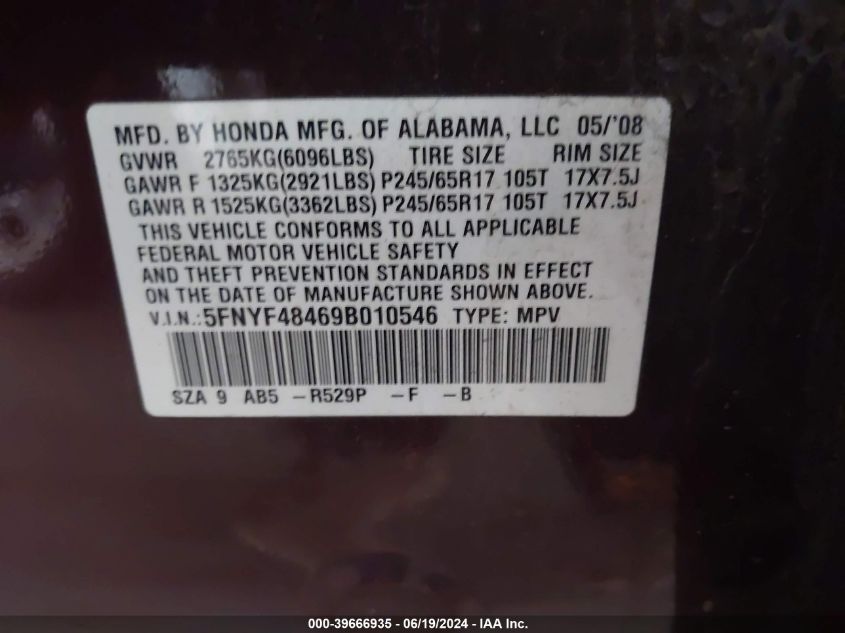 MFD. BY HONDA MFG. OF ALABAMA, LLC 05/'08
GVWR 2765KG(6096LBS) TIRE SIZE RIM SIZE
GAWR F 1325KG(2921LBS) P245/65R17 105T 17X7.5J
GAWR R 1525KG(3362LBS) P245/65R17 105T 17X7.5J
THIS VEHICLE CONFORMS TO ALL APPLICABLE
FEDERAL MOTOR VEHICLE SAFETY
AND THEFT PREVENTION STANDARDS IN EFFECT
ON THE DATE OF MANUFACTURE SHOWN ABOVE.
V.I.N.:5FNYF48469B010546 TYPE: MPV
SZA 9 AB5 -R529P -F -B
000-39666935 - 06/19/2024 - IAA Inc.